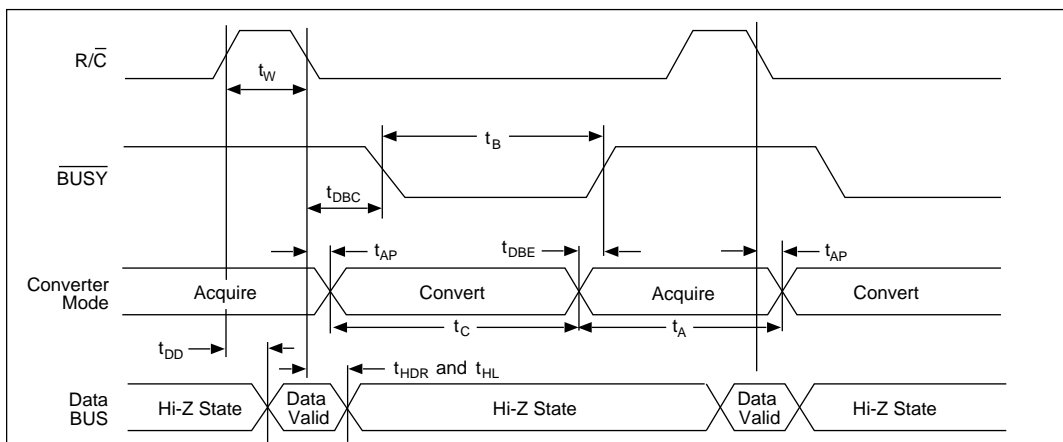 R/C̅
t_W
t_B
B̅U̅S̅Y̅
t_DBC
t_AP
t_DBE
t_AP
Converter
Mode
Acquire
Convert
Acquire
Convert
t_C
t_A
t_DD
t_HDR and t_HL
Data
BUS
Hi-Z State
Data
Valid
Hi-Z State
Data
Valid
Hi-Z State